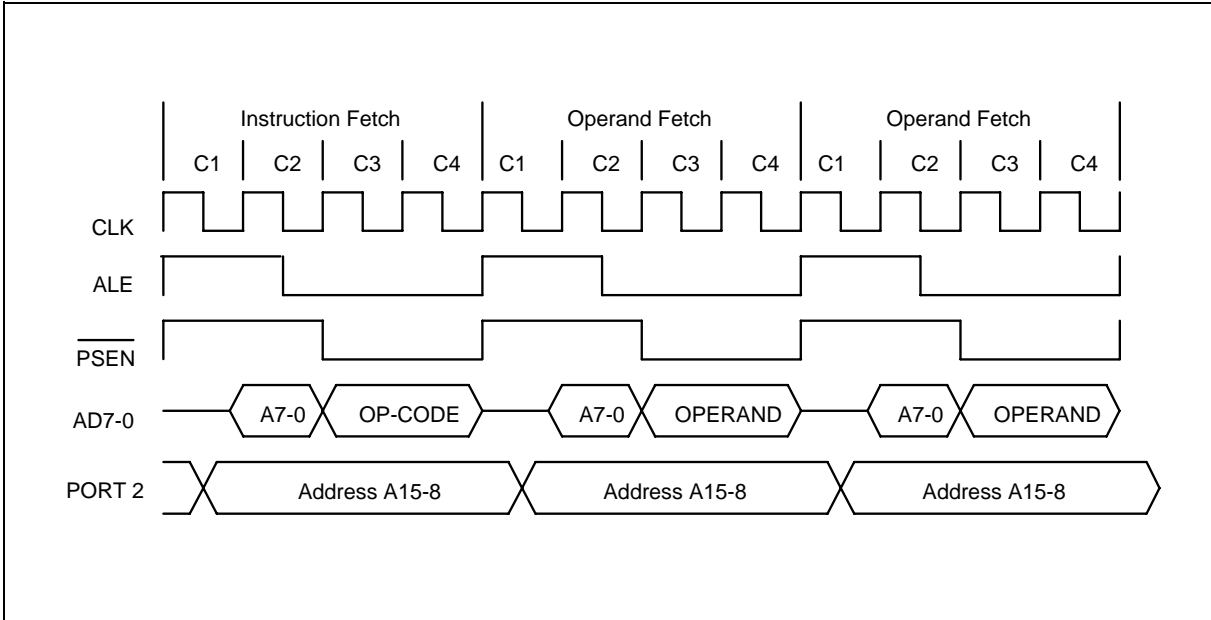 Instruction Fetch Operand Fetch Operand Fetch
C1 C2 C3 C4 C1 C2 C3 C4 C1 C2 C3 C4
CLK
ALE
PSEN
AD7-0 A7-0 OP-CODE A7-0 OPERAND A7-0 OPERAND
PORT 2 Address A15-8 Address A15-8 Address A15-8